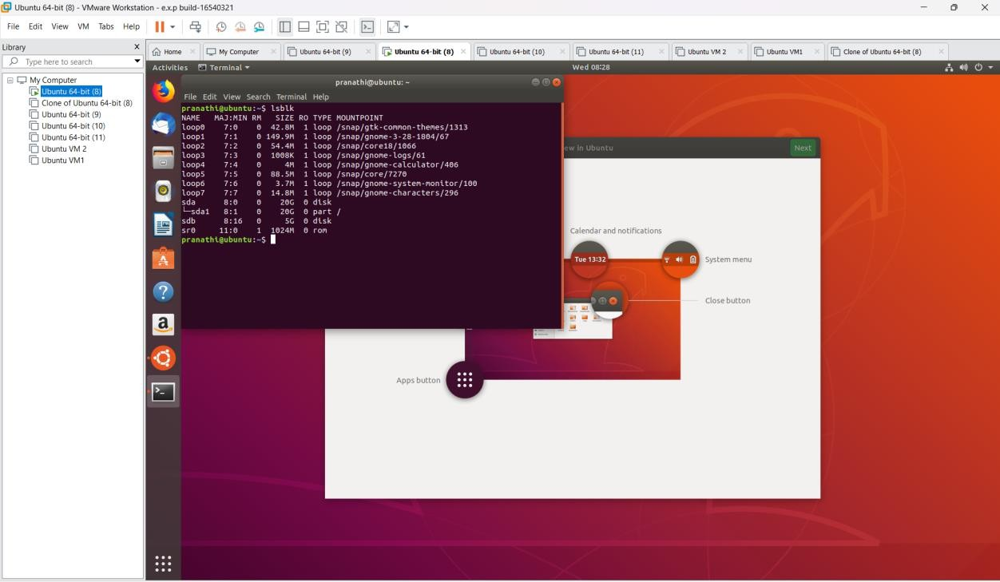 Ubuntu 64-bit (8) - VMware Workstation - e.x.p build-16540321
File Edit View VM Tabs Help
Library
Type here to search
My Computer
Ubuntu 64-bit (8)
Clone of Ubuntu 64-bit (8)
Ubuntu 64-bit (9)
Ubuntu 64-bit (10)
Ubuntu 64-bit (11)
Ubuntu VM 2
Ubuntu VM1
Home My Computer Ubuntu 64-bit (9) Ubuntu 64-bit (8) Ubuntu 64-bit (10) Ubuntu 64-bit (11) Ubuntu VM 2 Ubuntu VM1 Clone of Ubuntu 64-bit (8)
Activities Terminal Wed 08:28
pranathi@ubuntu: ~
File Edit View Search Terminal Help
pranathi@ubuntu:~$ lsblk
NAME MAJ:MIN RM SIZE RO TYPE MOUNTPOINT
loop0 7:0 0 42.8M 1 loop /snap/gtk-common-themes/1313
loop1 7:1 0 149.9M 1 loop /snap/gnome-3-28-1804/67
loop2 7:2 0 54.4M 1 loop /snap/core18/1066
loop3 7:3 0 1008K 1 loop /snap/gnome-logs/61
loop4 7:4 0 4M 1 loop /snap/gnome-calculator/406
loop5 7:5 0 88.5M 1 loop /snap/core/7270
loop6 7:6 0 3.7M 1 loop /snap/gnome-system-monitor/100
loop7 7:7 0 14.8M 1 loop /snap/gnome-characters/296
sda 8:0 0 20G 0 disk
└─sda1 8:1 0 20G 0 part /
sdb 8:16 0 5G 0 disk
sr0 11:0 1 1024M 0 rom
pranathi@ubuntu:~$
ew in Ubuntu Next
Calendar and notifications
Tue 13:32
System menu
Close button
Apps button